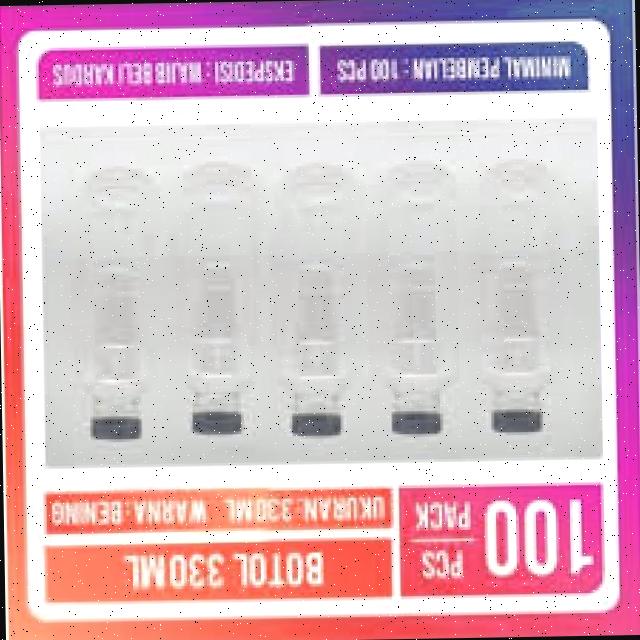 BOTOL 330ML
UKURAN: 330ML WARNA: BENING
100 PCS PACK
MINIMAL PEMBELIAN : 100 PCS
EKSPEDISI : WAJIB BELI KARDUS